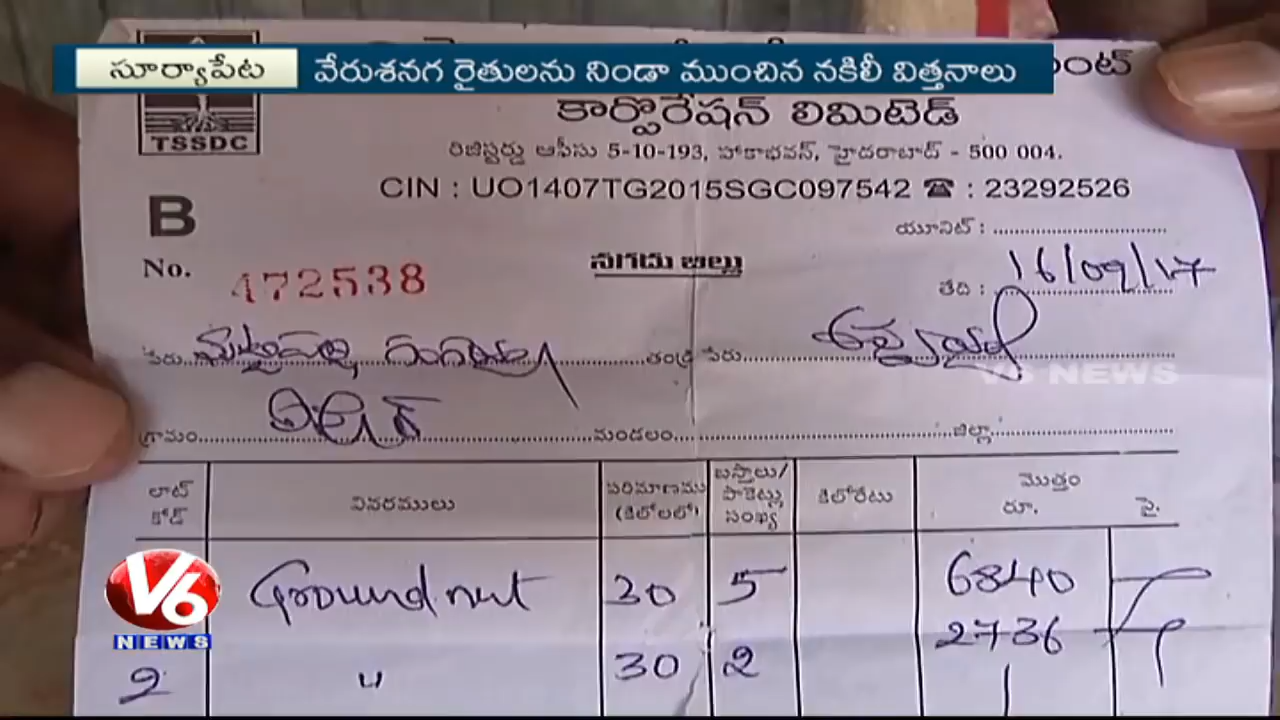 సూర్యాపేట వేరుశనగ రైతులను నిండా ముంచిన నకిలీ విత్తనాలు
కార్పొరేషన్ లిమిటెడ్
TSSDC
రిజిస్టర్డు ఆఫీసు 5-10-193, హాకాభవన్, హైదరాబాద్ - 500 004.
CIN : UO1407TG2015SGC097542 ☎ : 23292526
B
యూనిట్ :
No. 472538 నగదు బిల్లు
తేది : 16/09/17
పేరు తండ్రి పేరు
V6 NEWS
గ్రామం మండలం జిల్లా
లాట్ కోడ్ వివరములు పరిమాణము (కిలోలలో) బస్తాలు/ పాకెట్లు సంఖ్య కిలోరేటు మొత్తం రూ. పై.
Groundnut 30 5 6840
2736
2 " 30 2
V6
NEWS